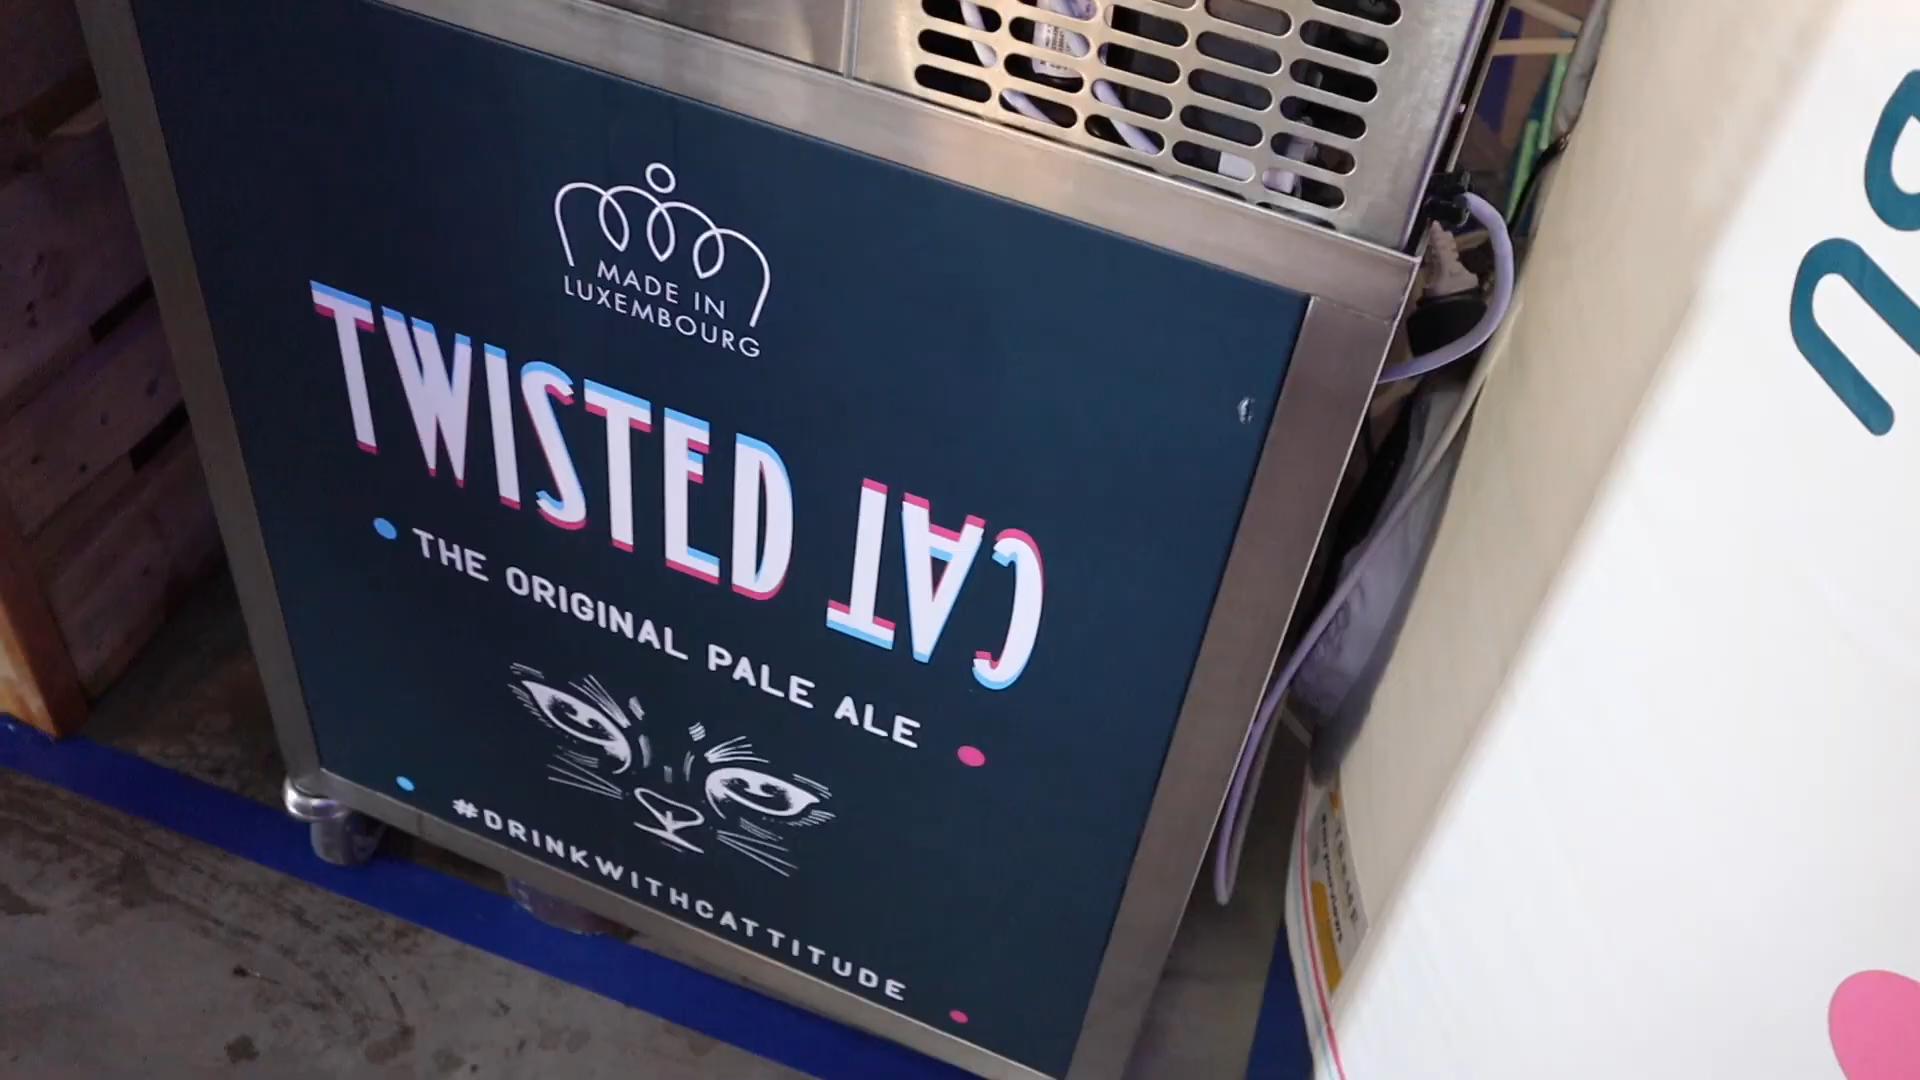 MADE IN
LUXEMBOURG
TWISTED CAT
THE ORIGINAL PALE ALE
#DRINKWITHCATTITUDE